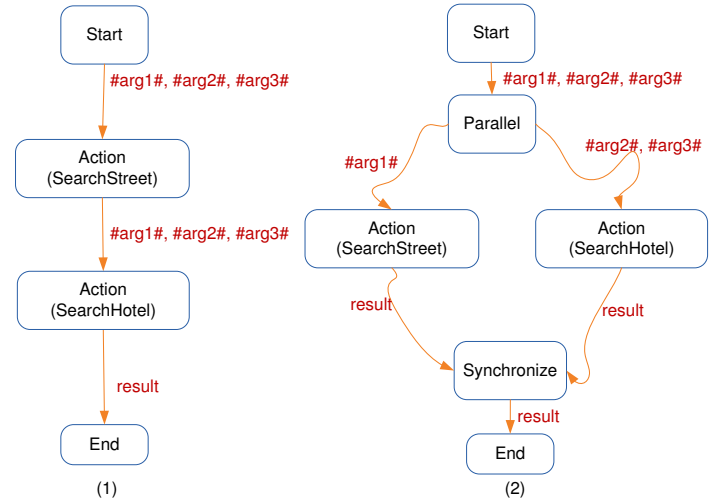 Start
#arg1#, #arg2#, #arg3#
Action
(SearchStreet)
#arg1#, #arg2#, #arg3#
Action
(SearchHotel)
result
End
(1)
Start
#arg1#, #arg2#, #arg3#
Parallel
#arg1#
#arg2#, #arg3#
Action
(SearchStreet)
Action
(SearchHotel)
result
result
Synchronize
result
End
(2)